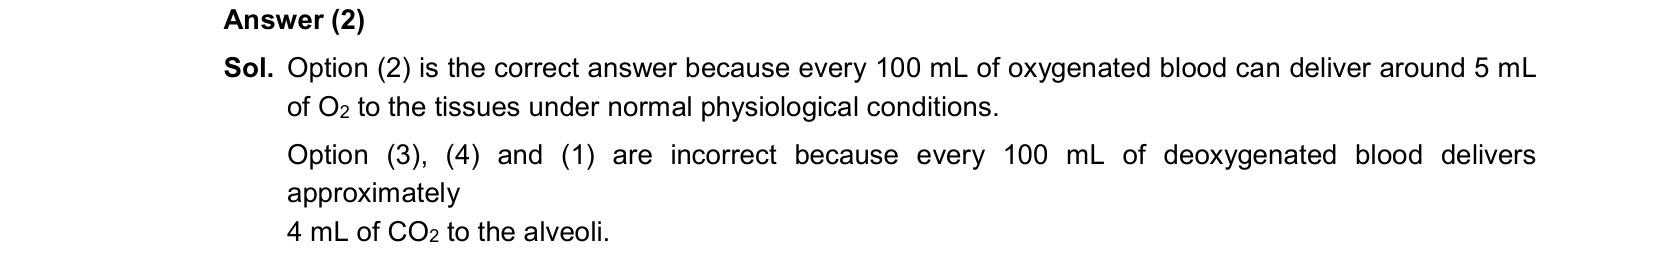 Answer (2)
Sol. Option (2) is the correct answer because every 100 mL of oxygenated blood can deliver around 5 mL
of O₂ to the tissues under normal physiological conditions.
Option (3), (4) and (1) are incorrect because every 100 mL of deoxygenated blood delivers
approximately
4 mL of CO₂ to the alveoli.